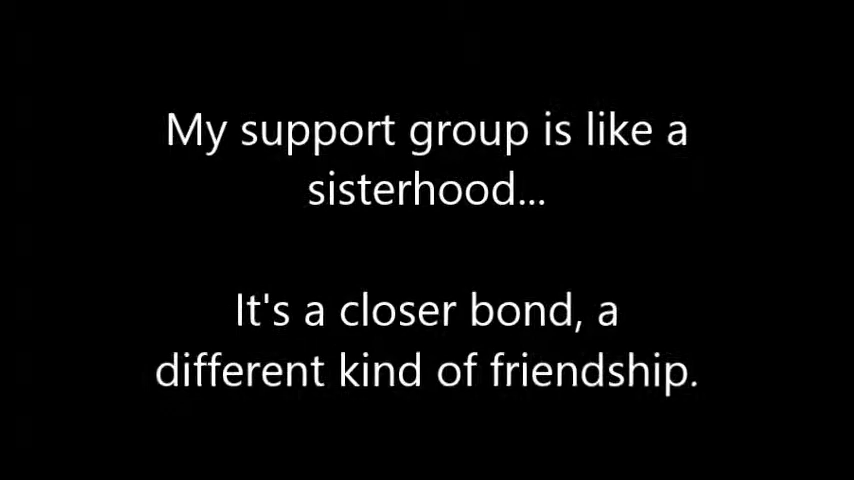 My support group is like a
sisterhood...
It's a closer bond, a
different kind of friendship.